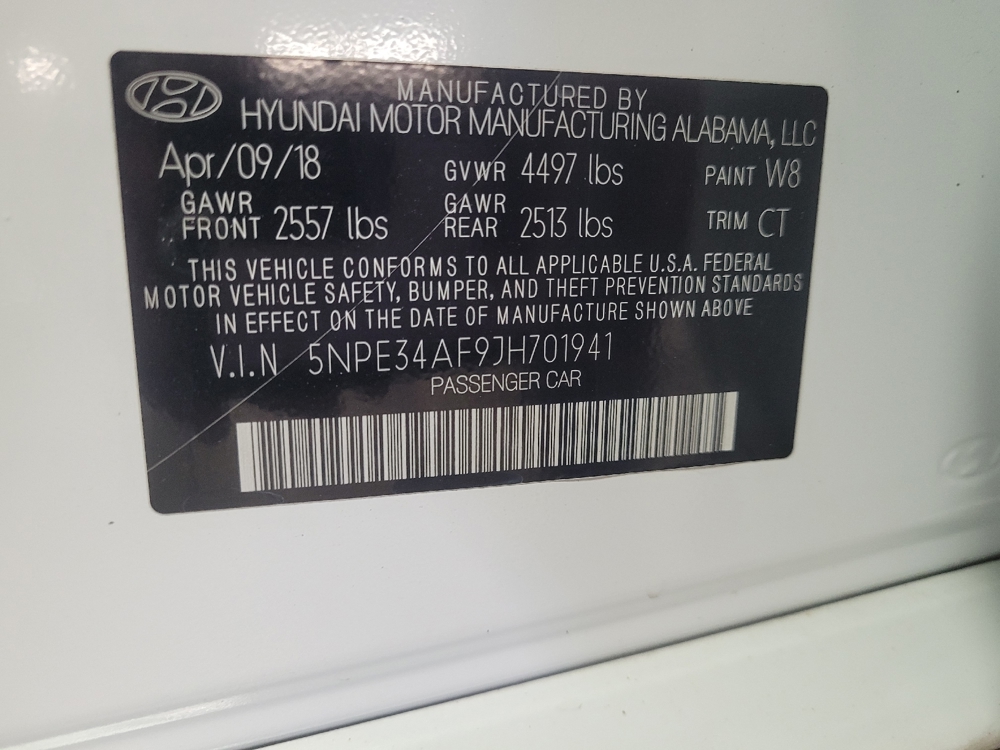 MANUFACTURED BY
HYUNDAI MOTOR MANUFACTURING ALABAMA, LLC
Apr/09/18 GVWR 4497 lbs PAINT W8
GAWR FRONT 2557 lbs GAWR REAR 2513 lbs TRIM CT
THIS VEHICLE CONFORMS TO ALL APPLICABLE U.S.A. FEDERAL
MOTOR VEHICLE SAFETY, BUMPER, AND THEFT PREVENTION STANDARDS
IN EFFECT ON THE DATE OF MANUFACTURE SHOWN ABOVE
V.I.N 5NPE34AF9JH701941
PASSENGER CAR